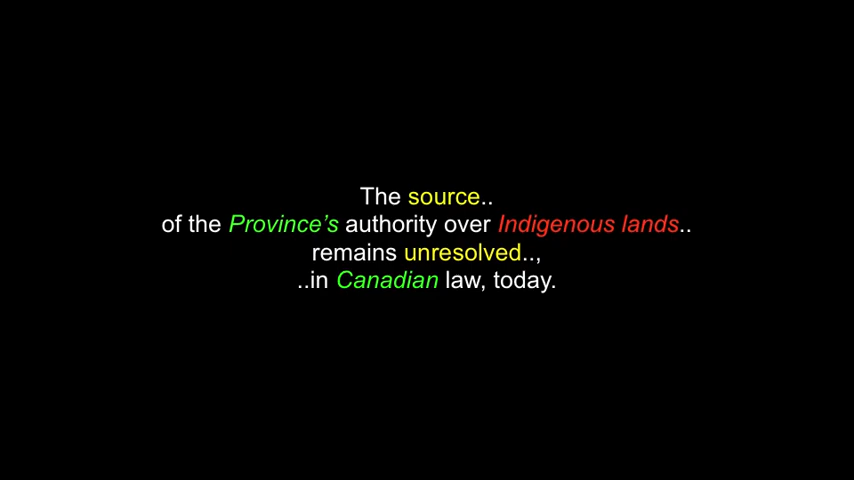 The source..
of the Province’s authority over Indigenous lands..
remains unresolved..,
..in Canadian law, today.